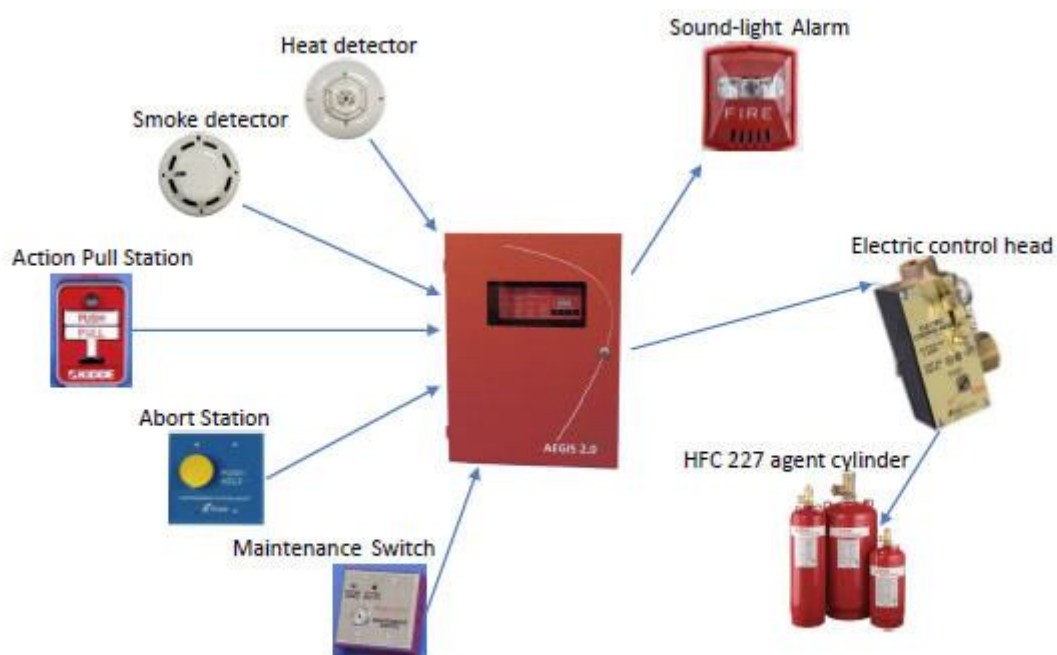 Sound-light Alarm
Heat detector
FIRE
Smoke detector
Electric control head
Action Pull Station
PUSH
PULL
KIDDE
AEGIS 2.0
Abort Station
HFC 227 agent cylinder
Maintenance Switch